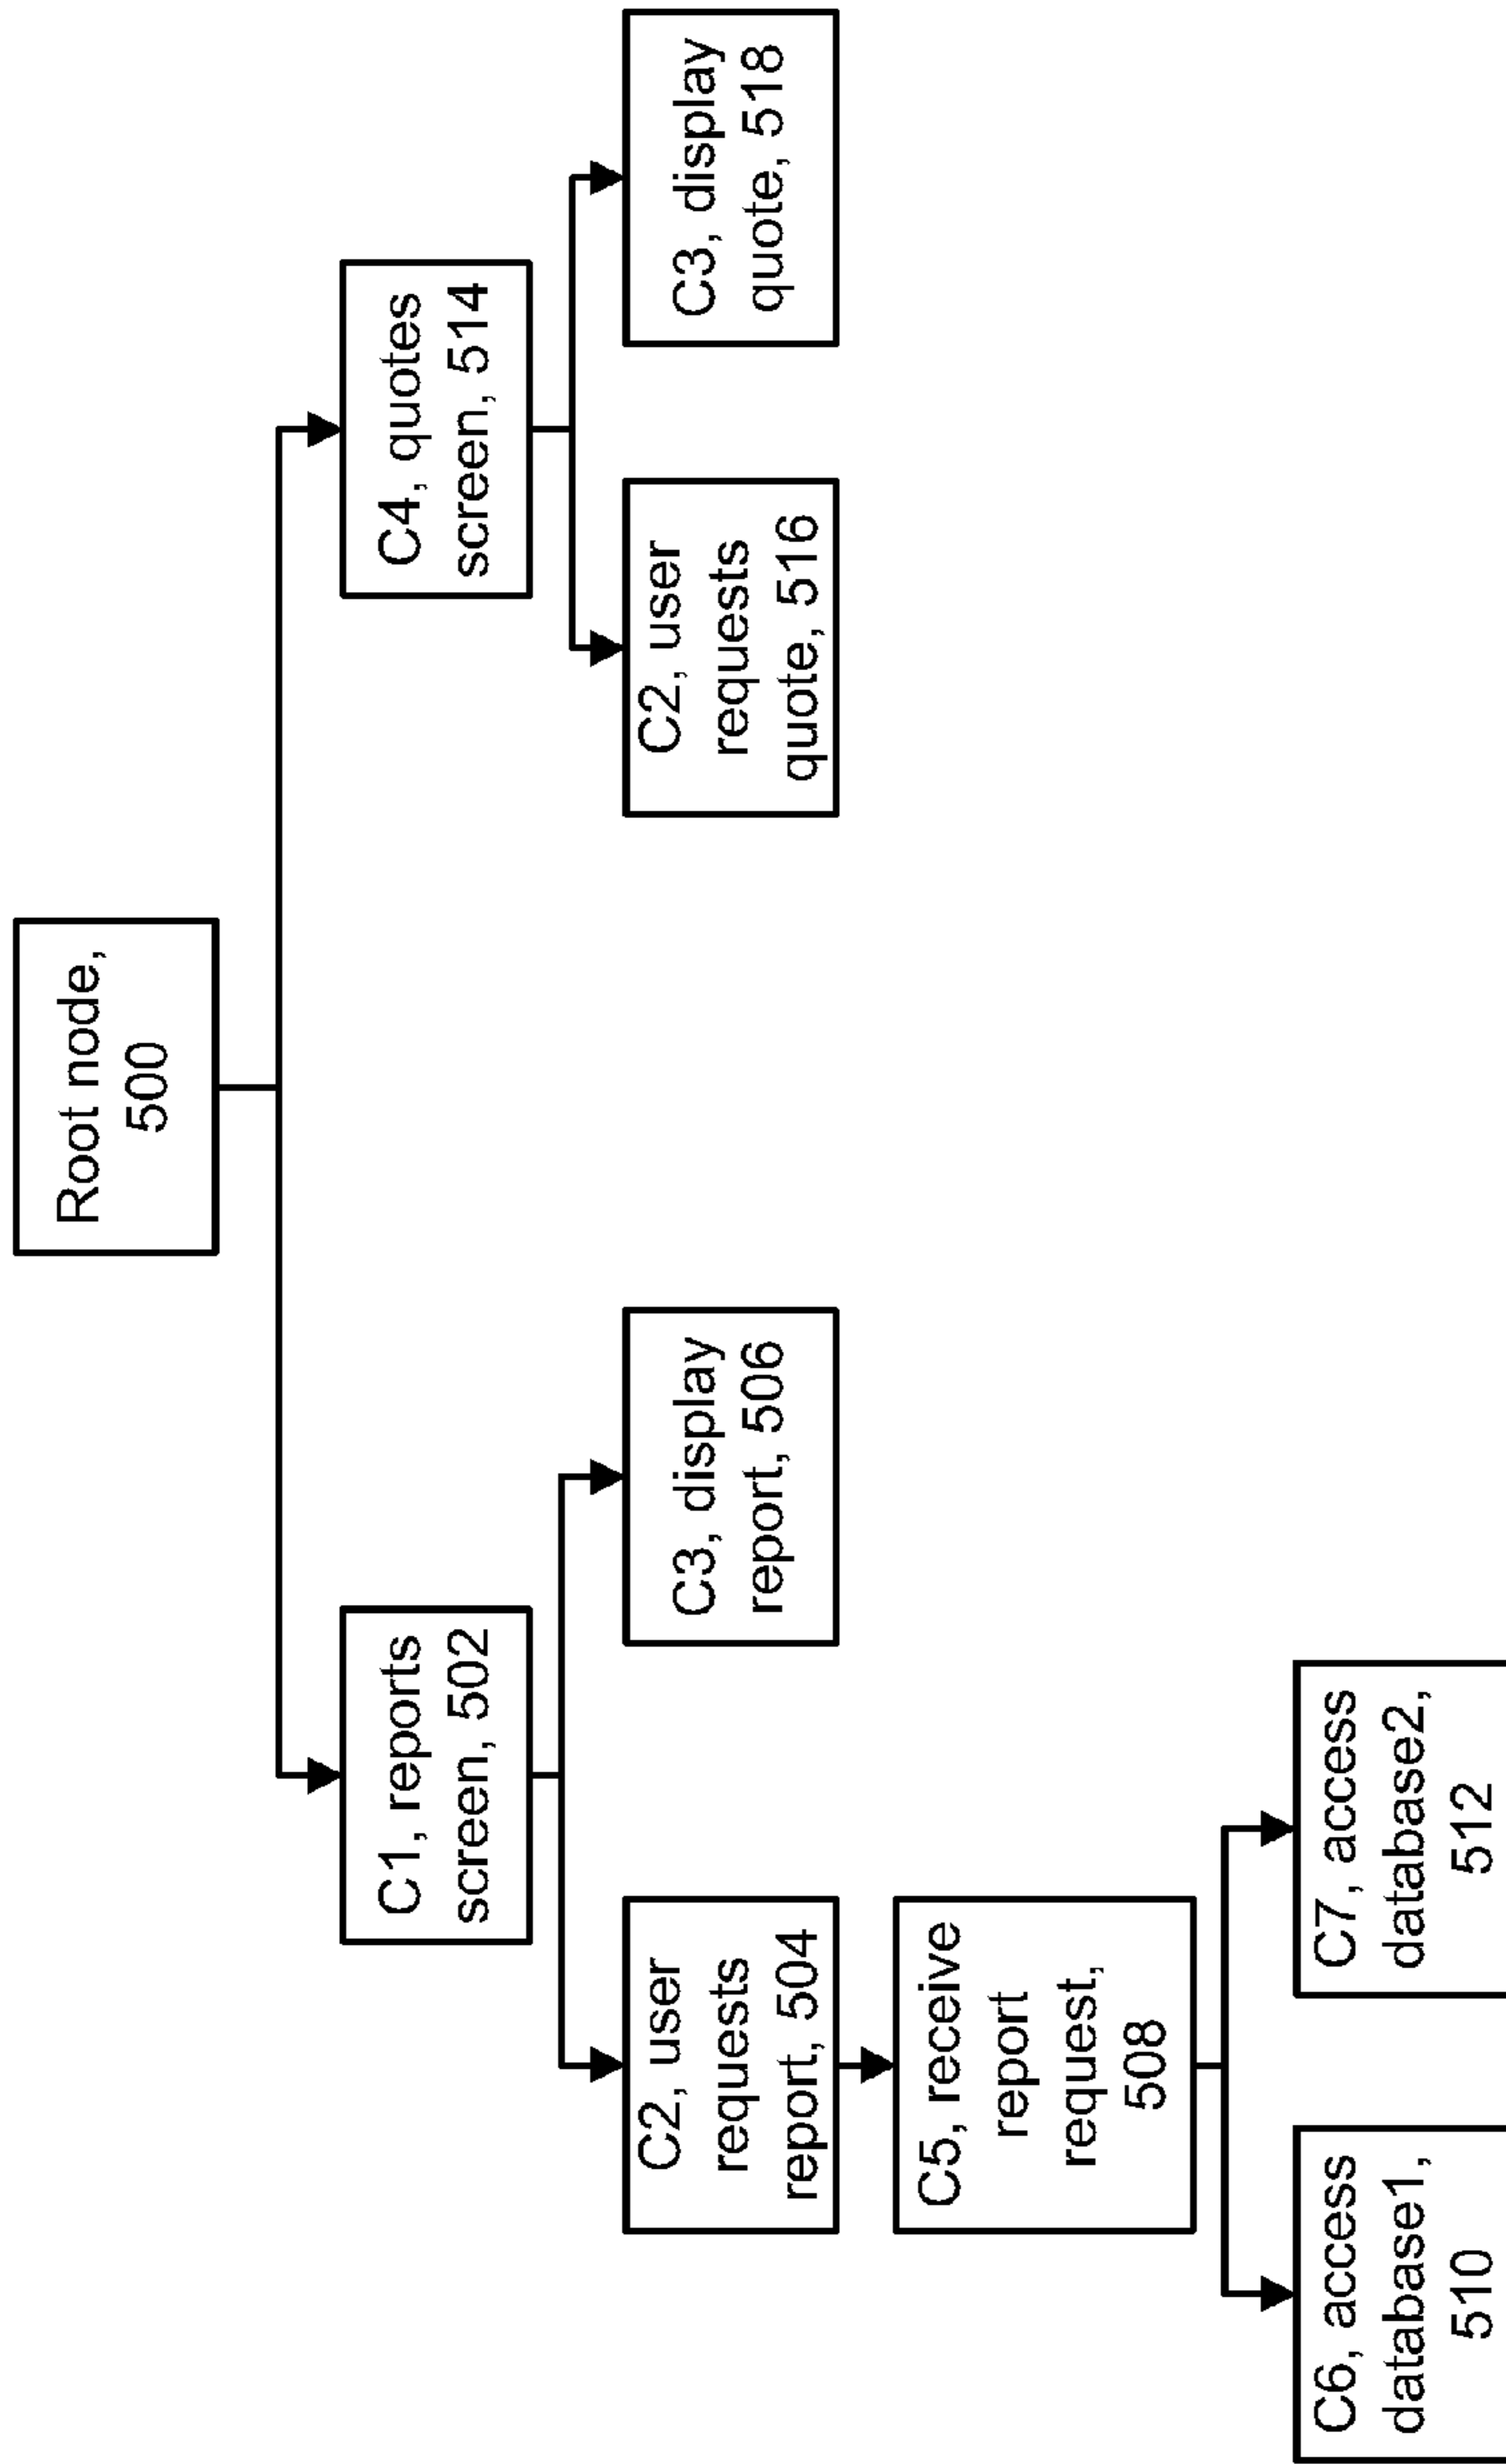 Root node,
500
C1, reports
screen, 502
C4, quotes
screen, 514
C2, user
requests
report, 504
C3, display
report, 506
C2, user
requests
quote, 516
C3, display
quote, 518
C5, receive
report
request,
508
C6, access
database1,
510
C7, access
database2,
512